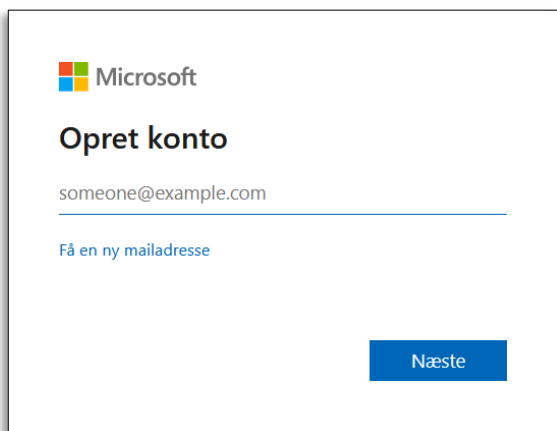 Microsoft
Opret konto
someone@example.com
Få en ny mailadresse
Næste